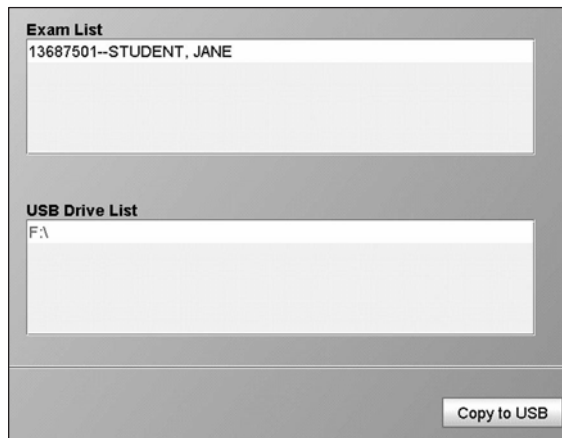 Exam List
13687501--STUDENT, JANE
USB Drive List
F:\
Copy to USB